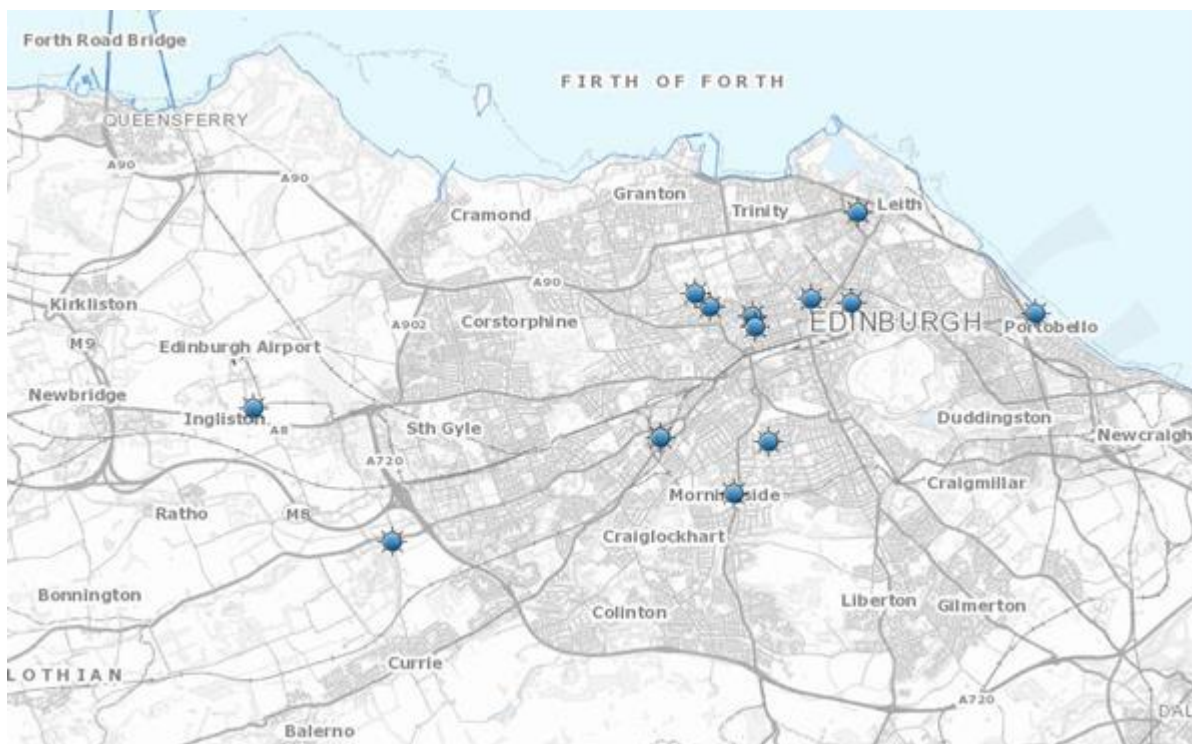 Forth Road Bridge
FIRTH OF FORTH
QUEENSFERRY
A90
A90
Granton
Cramond
Trinity
Leith
A90
Kirkliston
A902
Corstorphine
EDINBURGH
Portobello
M9
Edinburgh Airport
Newbridge
Ingliston
A8
Sth Gyle
Duddingston
Newcraigh
A720
Craigmillar
Ratho
M8
Craiglockhart
Bonnington
Colinton
Liberton
Gilmerton
Currie
LOTHIAN
A720
Balerno
DAL